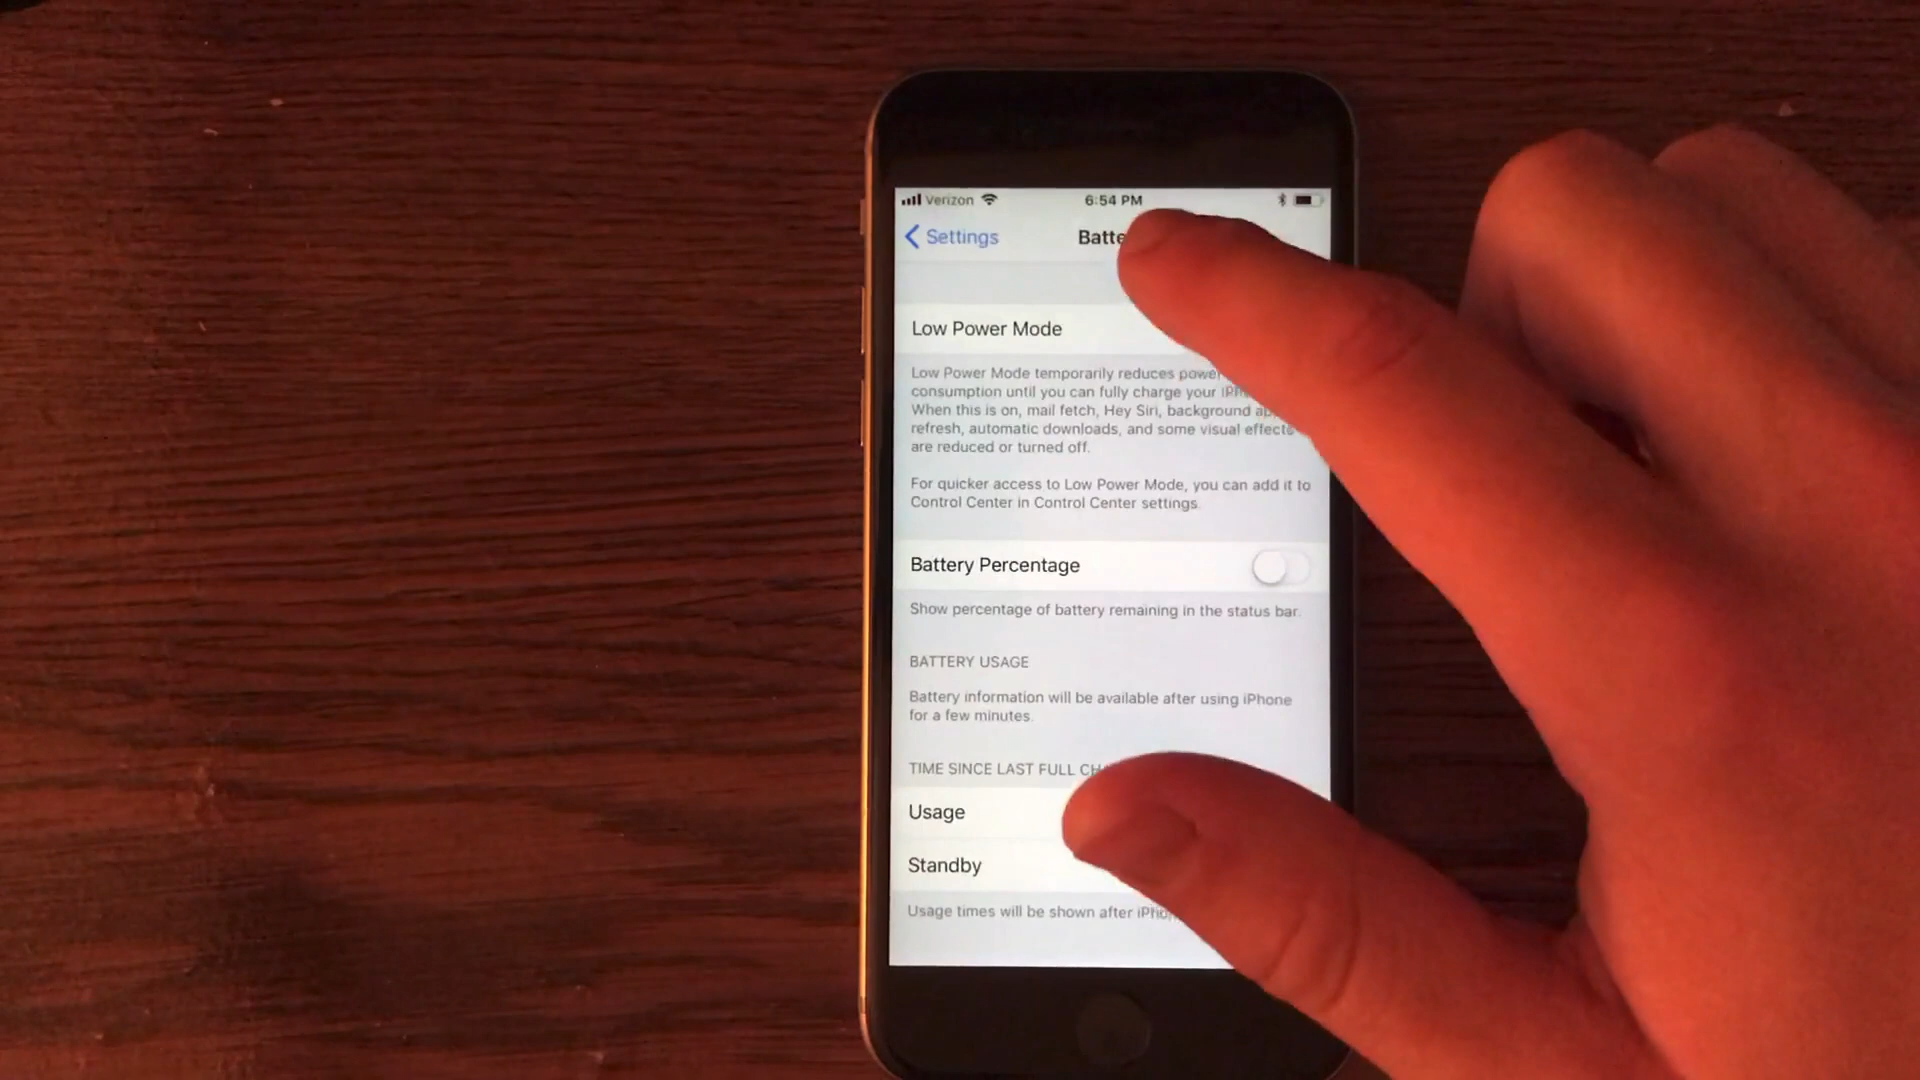 Verizon 6:54 PM
Settings
Low Power Mode
Low Power Mode temporarily reduces power
consumption until you can fully charge your
When this is on, mail fetch, Hey Siri, background
refresh, automatic downloads, and some visual effects
are reduced or turned off.
For quicker access to Low Power Mode, you can add it to
Control Center in Control Center settings.
Battery Percentage
Show percentage of battery remaining in the status bar.
BATTERY USAGE
Battery information will be available after using iPhone
for a few minutes.
TIME SINCE LAST FULL
Usage
Standby
Usage times will be shown after